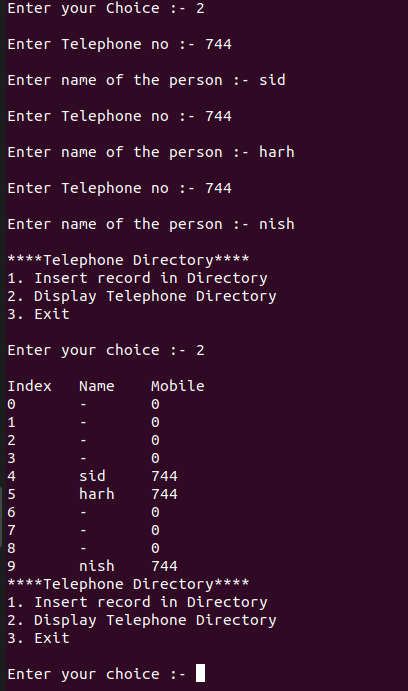 Enter your Choice :- 2
Enter Telephone no :- 744
Enter name of the person :- sid
Enter Telephone no :- 744
Enter name of the person :- harh
Enter Telephone no :- 744
Enter name of the person :- nish
****Telephone Directory****
1. Insert record in Directory
2. Display Telephone Directory
3. Exit
Enter your choice :- 2
Index   Name    Mobile
0       -       0
1       -       0
2       -       0
3       -       0
4       sid     744
5       harh    744
6       -       0
7       -       0
8       -       0
9       nish    744
****Telephone Directory****
1. Insert record in Directory
2. Display Telephone Directory
3. Exit
Enter your choice :-